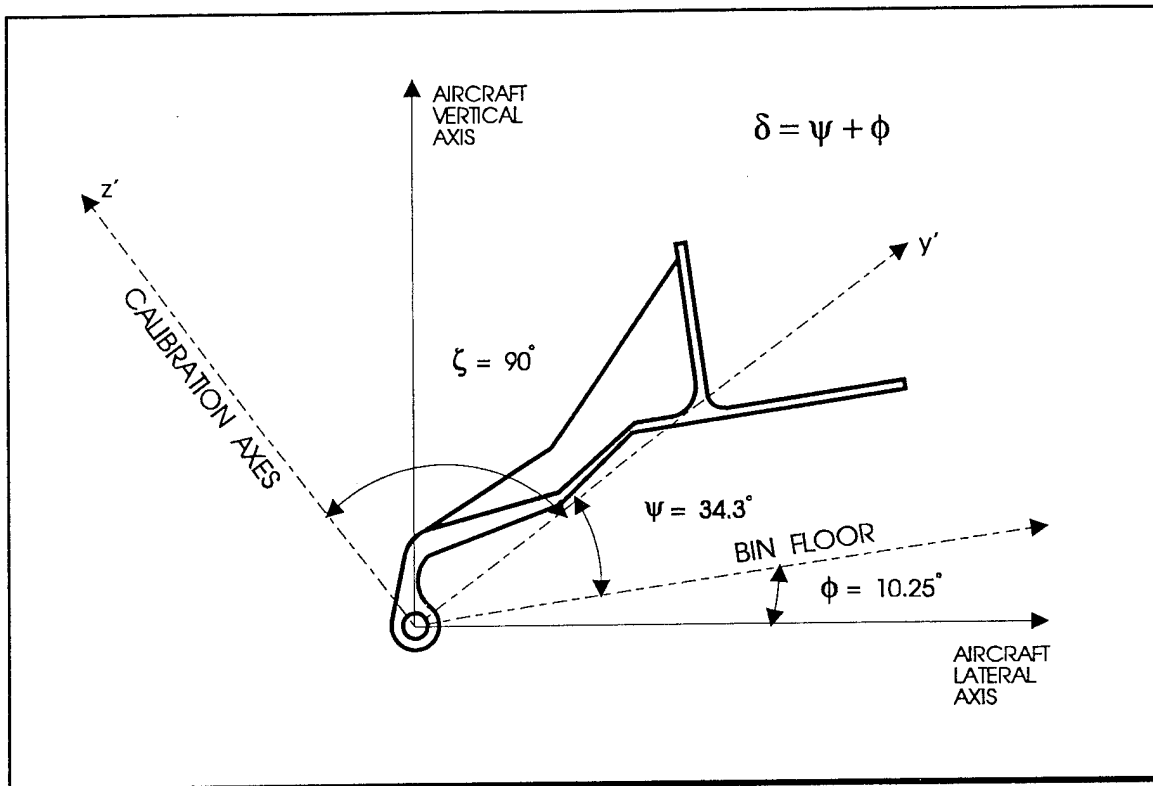 AIRCRAFT
VERTICAL
AXIS
δ = ψ + ϕ
z′
y′
CALIBRATION AXES
ζ = 90°
ψ = 34.3°
BIN FLOOR
ϕ = 10.25°
AIRCRAFT
LATERAL
AXIS